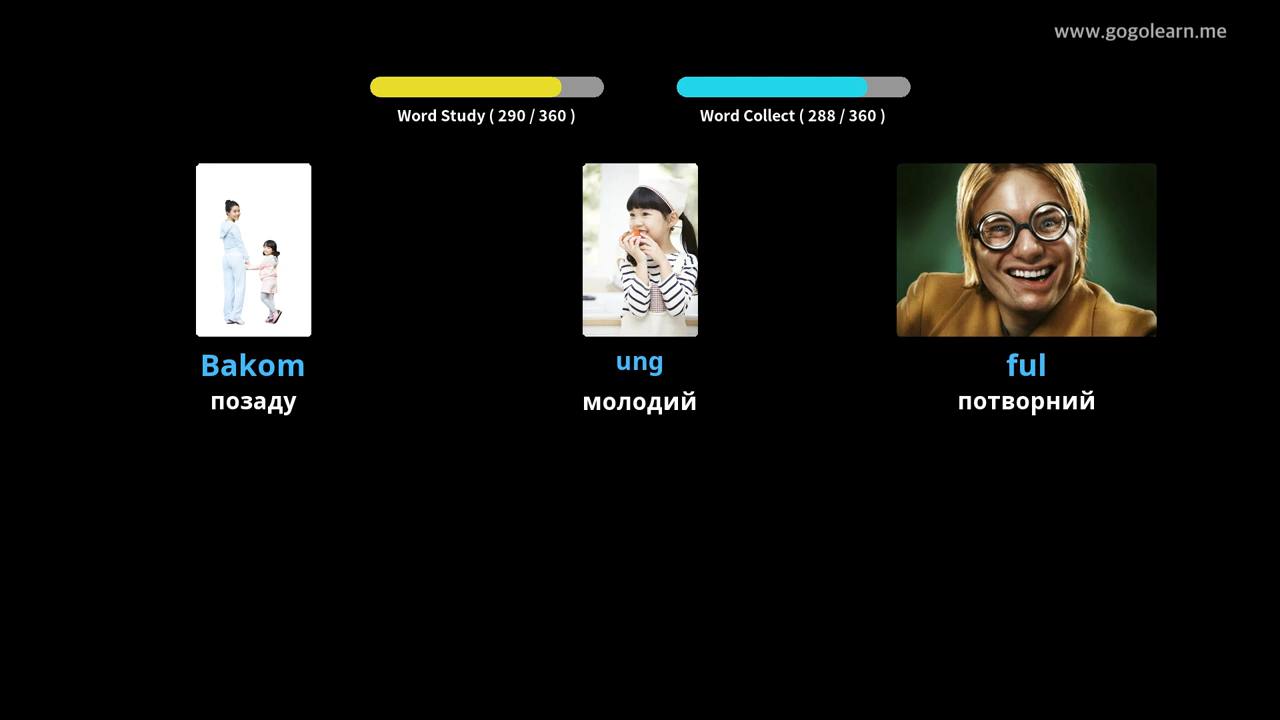 www.gogolearn.me
Word Study ( 290 / 360 )
Word Collect ( 288 / 360 )
Bakom
позаду
ung
молодий
ful
потворний